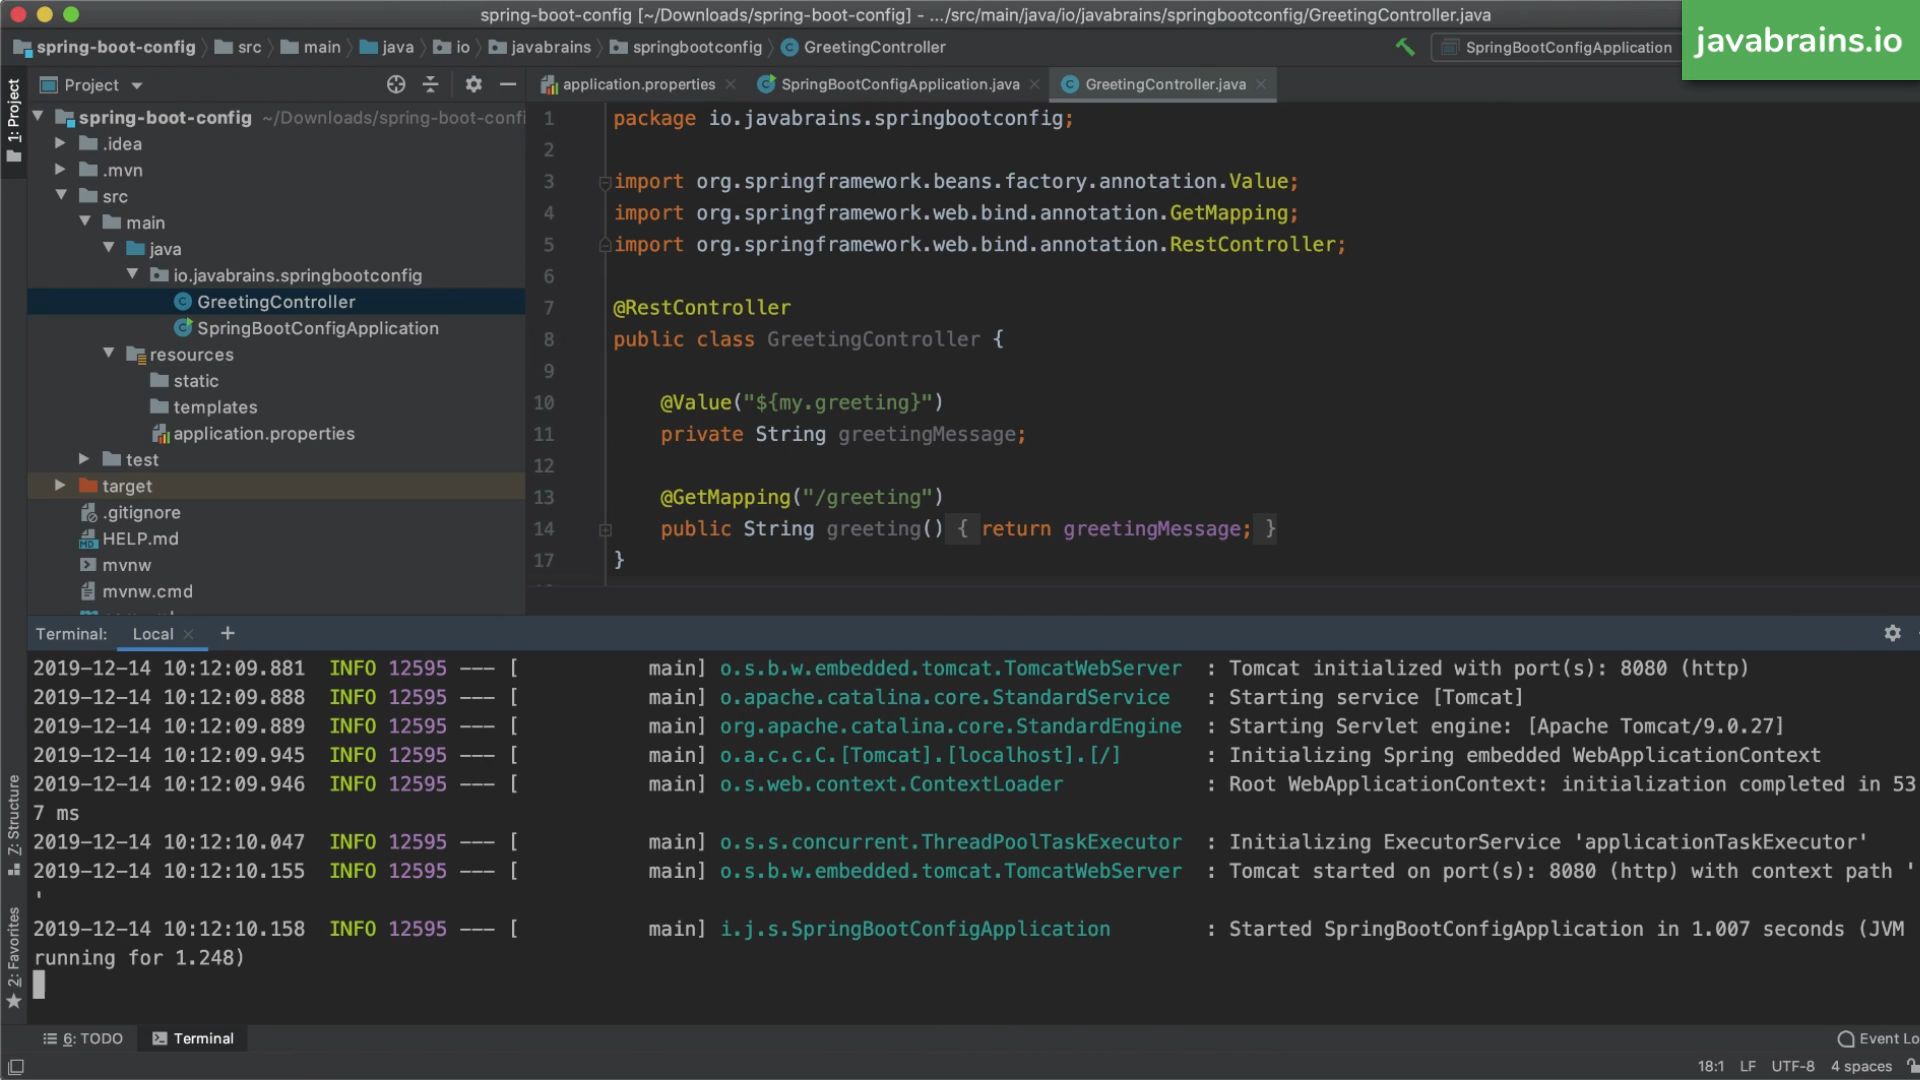 spring-boot-config [~/Downloads/spring-boot-config] - .../src/main/java/io/javabrains/springbootconfig/GreetingController.java
javabrains.io
spring-boot-config src main java io javabrains springbootconfig GreetingController SpringBootConfigApplication
1: Project
Project
application.properties SpringBootConfigApplication.java GreetingController.java
spring-boot-config ~/Downloads/spring-boot-confi
.idea
.mvn
src
main
java
io.javabrains.springbootconfig
GreetingController
SpringBootConfigApplication
resources
static
templates
application.properties
test
target
.gitignore
HELP.md
mvnw
mvnw.cmd
1 package io.javabrains.springbootconfig;
2
3 import org.springframework.beans.factory.annotation.Value;
4 import org.springframework.web.bind.annotation.GetMapping;
5 import org.springframework.web.bind.annotation.RestController;
6
7 @RestController
8 public class GreetingController {
9
10 @Value("${my.greeting}")
11 private String greetingMessage;
12
13 @GetMapping("/greeting")
14 public String greeting() { return greetingMessage; }
17 }
Terminal: Local +
2019-12-14 10:12:09.881 INFO 12595 --- [ main] o.s.b.w.embedded.tomcat.TomcatWebServer : Tomcat initialized with port(s): 8080 (http)
2019-12-14 10:12:09.888 INFO 12595 --- [ main] o.apache.catalina.core.StandardService : Starting service [Tomcat]
2019-12-14 10:12:09.889 INFO 12595 --- [ main] org.apache.catalina.core.StandardEngine : Starting Servlet engine: [Apache Tomcat/9.0.27]
2019-12-14 10:12:09.945 INFO 12595 --- [ main] o.a.c.c.C.[Tomcat].[localhost].[/] : Initializing Spring embedded WebApplicationContext
2019-12-14 10:12:09.946 INFO 12595 --- [ main] o.s.web.context.ContextLoader : Root WebApplicationContext: initialization completed in 53
7 ms
2019-12-14 10:12:10.047 INFO 12595 --- [ main] o.s.s.concurrent.ThreadPoolTaskExecutor : Initializing ExecutorService 'applicationTaskExecutor'
2019-12-14 10:12:10.155 INFO 12595 --- [ main] o.s.b.w.embedded.tomcat.TomcatWebServer : Tomcat started on port(s): 8080 (http) with context path '
'
2019-12-14 10:12:10.158 INFO 12595 --- [ main] i.j.s.SpringBootConfigApplication : Started SpringBootConfigApplication in 1.007 seconds (JVM
running for 1.248)
Z: Structure
2: Favorites
6: TODO Terminal Event Lo
18:1 LF UTF-8 4 spaces